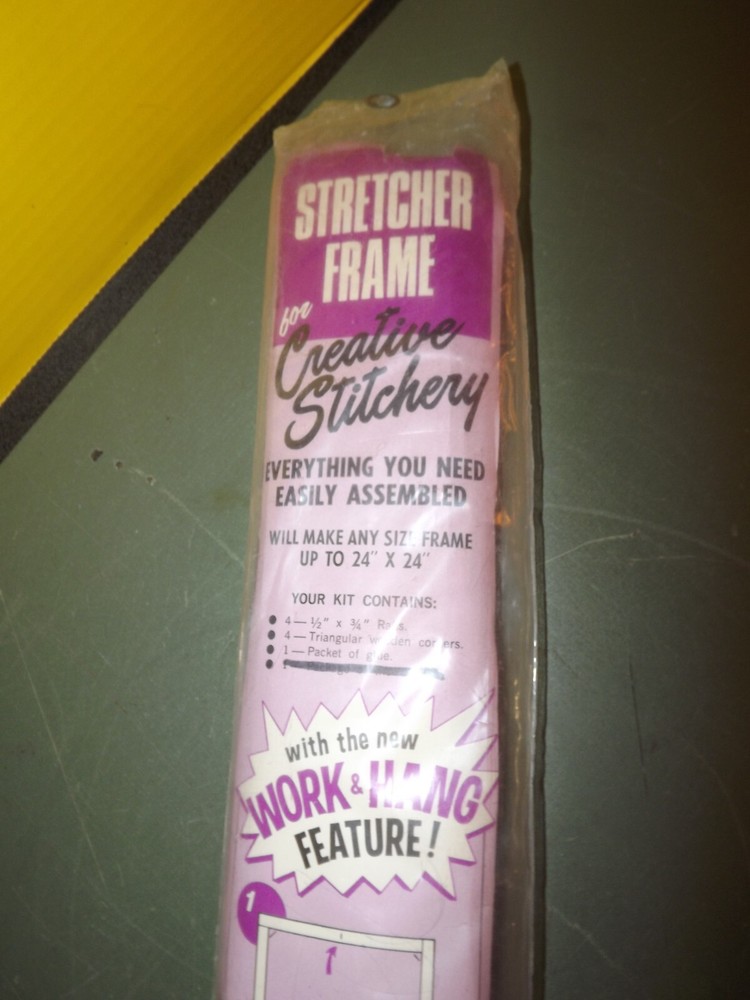 STRETCHER
FRAME
for
Creative
Stitchery
EVERYTHING YOU NEED
EASILY ASSEMBLED
WILL MAKE ANY SIZE FRAME
UP TO 24" X 24"
YOUR KIT CONTAINS:
4 — ½" x ¾" Rails.
4 — Triangular wooden corners.
1 — Packet of glue.
with the new
WORK & HANG
FEATURE!
1